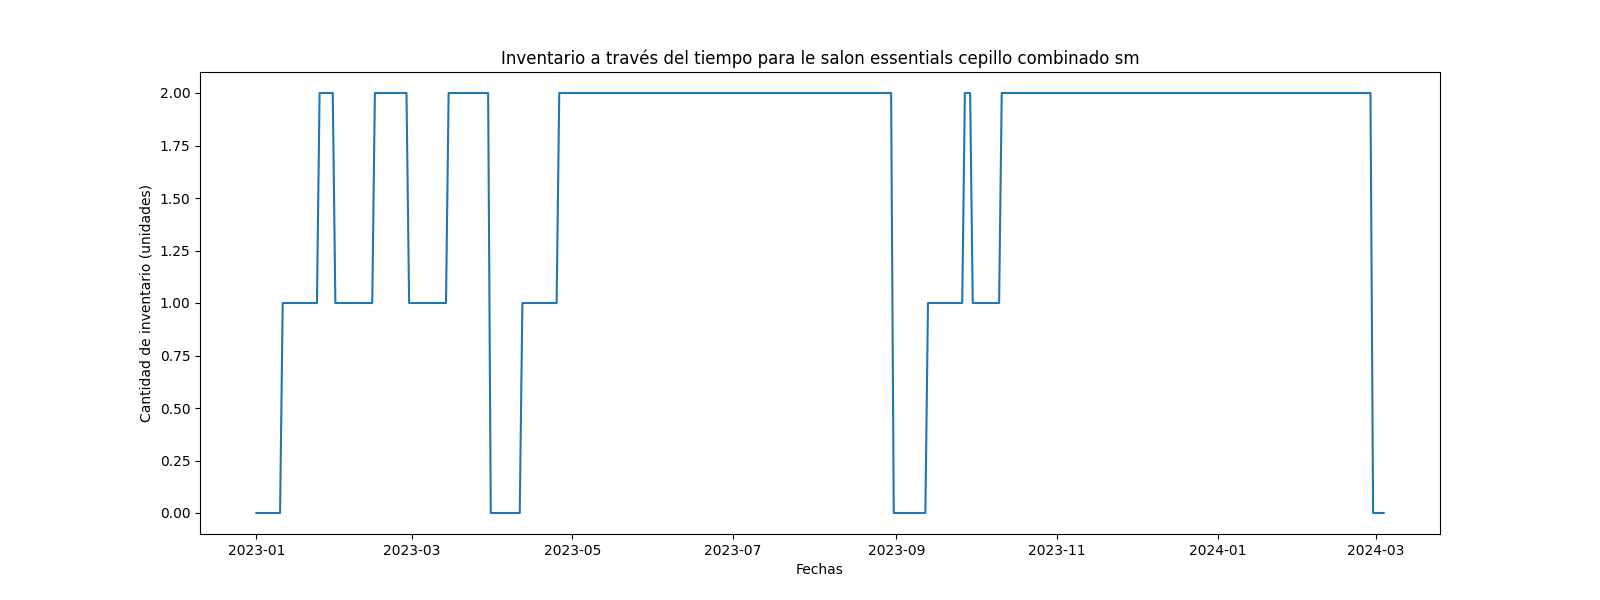 Inventario a través del tiempo para le salon essentials cepillo combinado sm
Cantidad de inventario (unidades)
2.00
1.75
1.50
1.25
1.00
0.75
0.50
0.25
0.00
2023-01 2023-03 2023-05 2023-07 2023-09 2023-11 2024-01 2024-03
Fechas